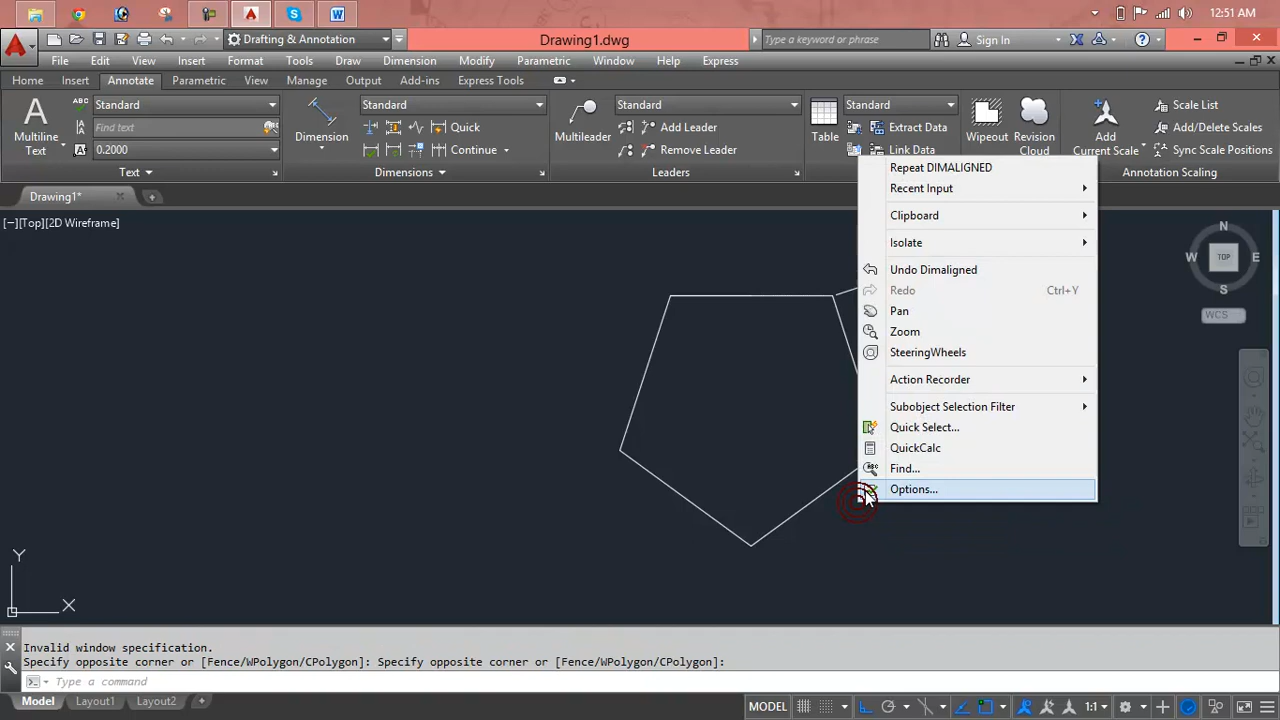 12:51 AM
Drafting & Annotation
Drawing1.dwg
Type a keyword or phrase
Sign In
File Edit View Insert Format Tools Draw Dimension Modify Parametric Window Help Express
Home Insert Annotate Parametric View Manage Output Add-ins Express Tools
Multiline Text
ABC
Standard
Find text
0.2000
Text
Dimension
Standard
Quick
Continue
Dimensions
Multileader
Standard
Add Leader
Remove Leader
Leaders
Table
Standard
Extract Data
Link Data
Wipeout
Revision Cloud
Add Current Scale
Scale List
Add/Delete Scales
Sync Scale Positions
Annotation Scaling
Drawing1*
[−][Top][2D Wireframe]
N
W TOP E
S
WCS
Repeat DIMALIGNED
Recent Input
Clipboard
Isolate
Undo Dimaligned
Redo Ctrl+Y
Pan
Zoom
SteeringWheels
Action Recorder
Subobject Selection Filter
Quick Select...
QuickCalc
Find...
Options...
Y
X
Invalid window specification.
Specify opposite corner or [Fence/WPolygon/CPolygon]: Specify opposite corner or [Fence/WPolygon/CPolygon]:
Type a command
Model Layout1 Layout2
MODEL
1:1